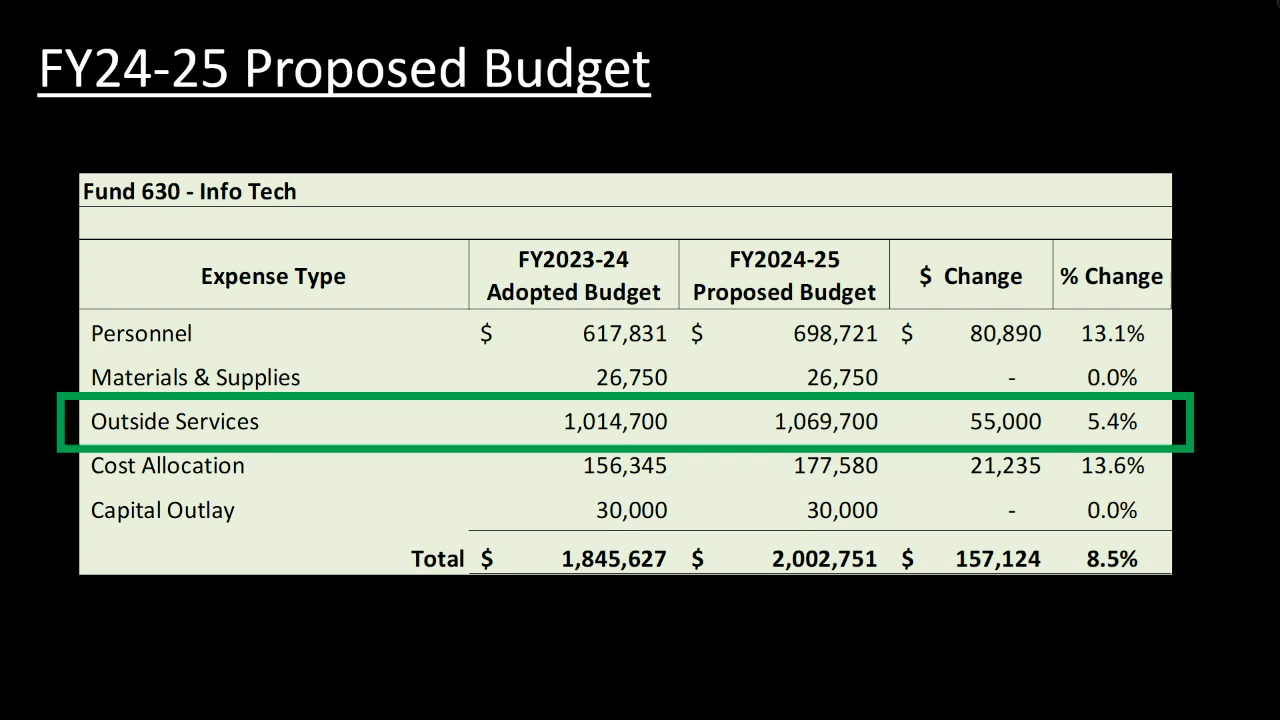 FY24-25 Proposed Budget
Fund 630 - Info Tech
Expense Type FY2023-24 Adopted Budget FY2024-25 Proposed Budget $ Change % Change
Personnel $ 617,831 $ 698,721 $ 80,890 13.1%
Materials & Supplies 26,750 26,750 - 0.0%
Outside Services 1,014,700 1,069,700 55,000 5.4%
Cost Allocation 156,345 177,580 21,235 13.6%
Capital Outlay 30,000 30,000 - 0.0%
Total $ 1,845,627 $ 2,002,751 $ 157,124 8.5%